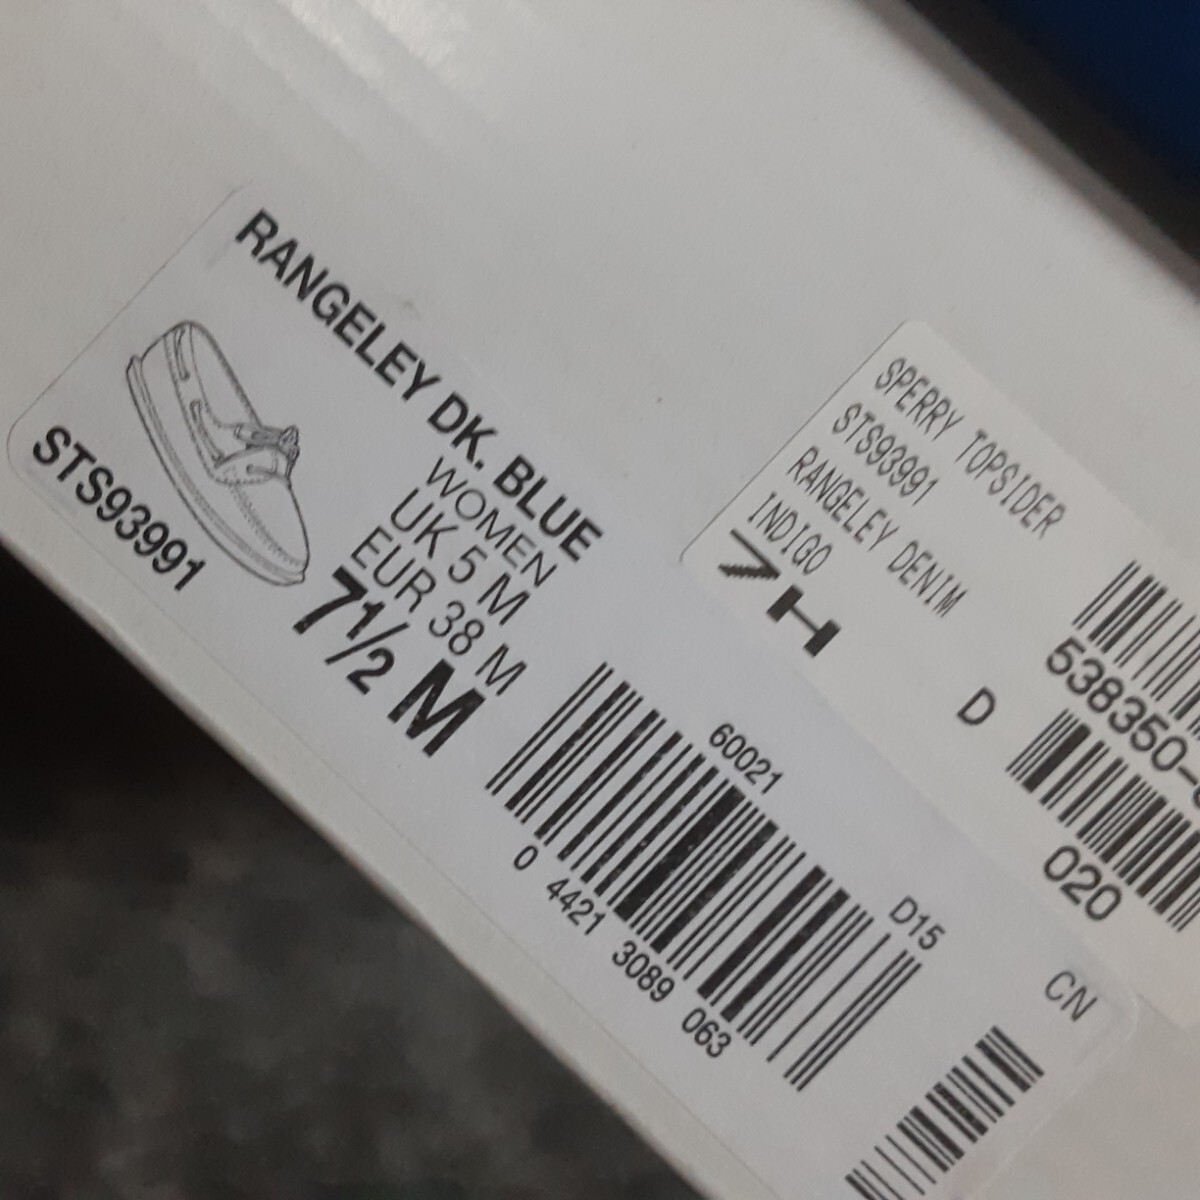 RANGELEY DK. BLUE
WOMEN
UK 5 M
EUR 38 M
7½ M
STS93991
60021
D15
0 4421 3089 063
CN
SPERRY TOPSIDER
STS93991
RANGELEY DENIM
INDIGO
7H
D
538350-
020